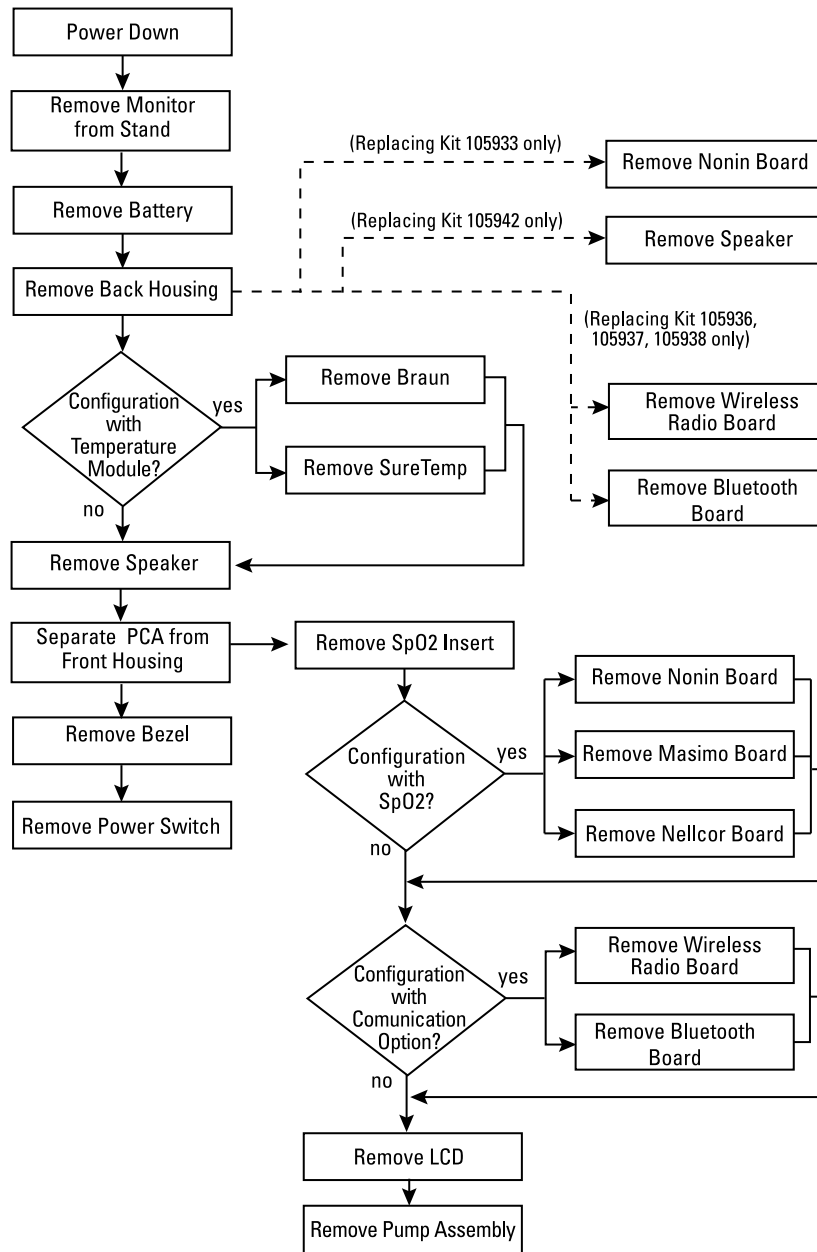 Power Down
Remove Monitor
from Stand
(Replacing Kit 105933 only)
Remove Nonin Board
Remove Battery
(Replacing Kit 105942 only)
Remove Speaker
Remove Back Housing
(Replacing Kit 105936,
105937, 105938 only)
Configuration
with
Temperature
Module?
yes
Remove Braun
Remove SureTemp
no
Remove Wireless
Radio Board
Remove Bluetooth
Board
Remove Speaker
Separate PCA from
Front Housing
Remove SpO2 Insert
Remove Bezel
Remove Power Switch
Configuration
with
SpO2?
yes
Remove Nonin Board
Remove Masimo Board
Remove Nellcor Board
no
Configuration
with
Comunication
Option?
yes
Remove Wireless
Radio Board
Remove Bluetooth
Board
no
Remove LCD
Remove Pump Assembly